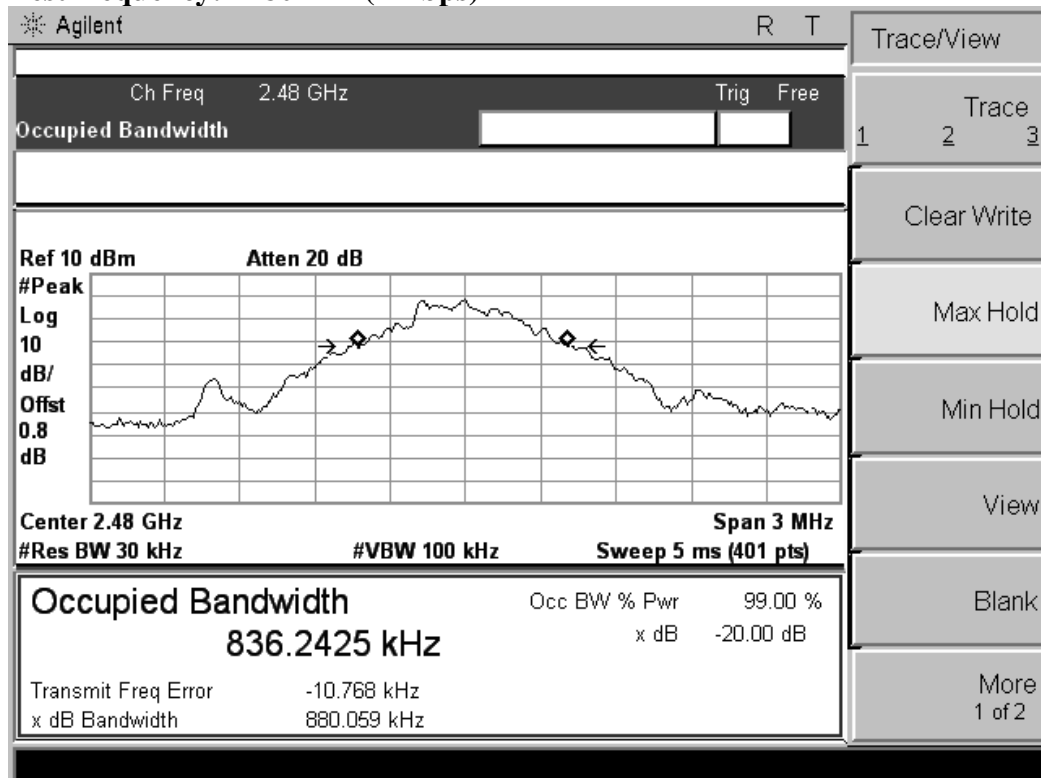 Agilent R T
Trace/View
Ch Freq 2.48 GHz Trig Free
Occupied Bandwidth
Trace
1 2 3
Clear Write
Ref 10 dBm Atten 20 dB
#Peak
Log
10
dB/
Offst
0.8
dB
Max Hold
Min Hold
Center 2.48 GHz Span 3 MHz
#Res BW 30 kHz #VBW 100 kHz Sweep 5 ms (401 pts)
View
Occupied Bandwidth Occ BW % Pwr 99.00 %
836.2425 kHz x dB -20.00 dB
Transmit Freq Error -10.768 kHz
x dB Bandwidth 880.059 kHz
Blank
More
1 of 2